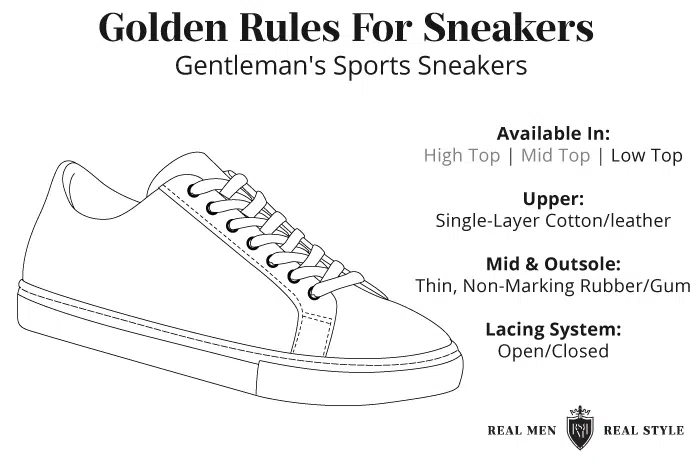 Golden Rules For Sneakers
Gentleman's Sports Sneakers
Available In:
High Top | Mid Top | Low Top
Upper:
Single-Layer Cotton/leather
Mid & Outsole:
Thin, Non-Marking Rubber/Gum
Lacing System:
Open/Closed
REAL MEN REAL STYLE